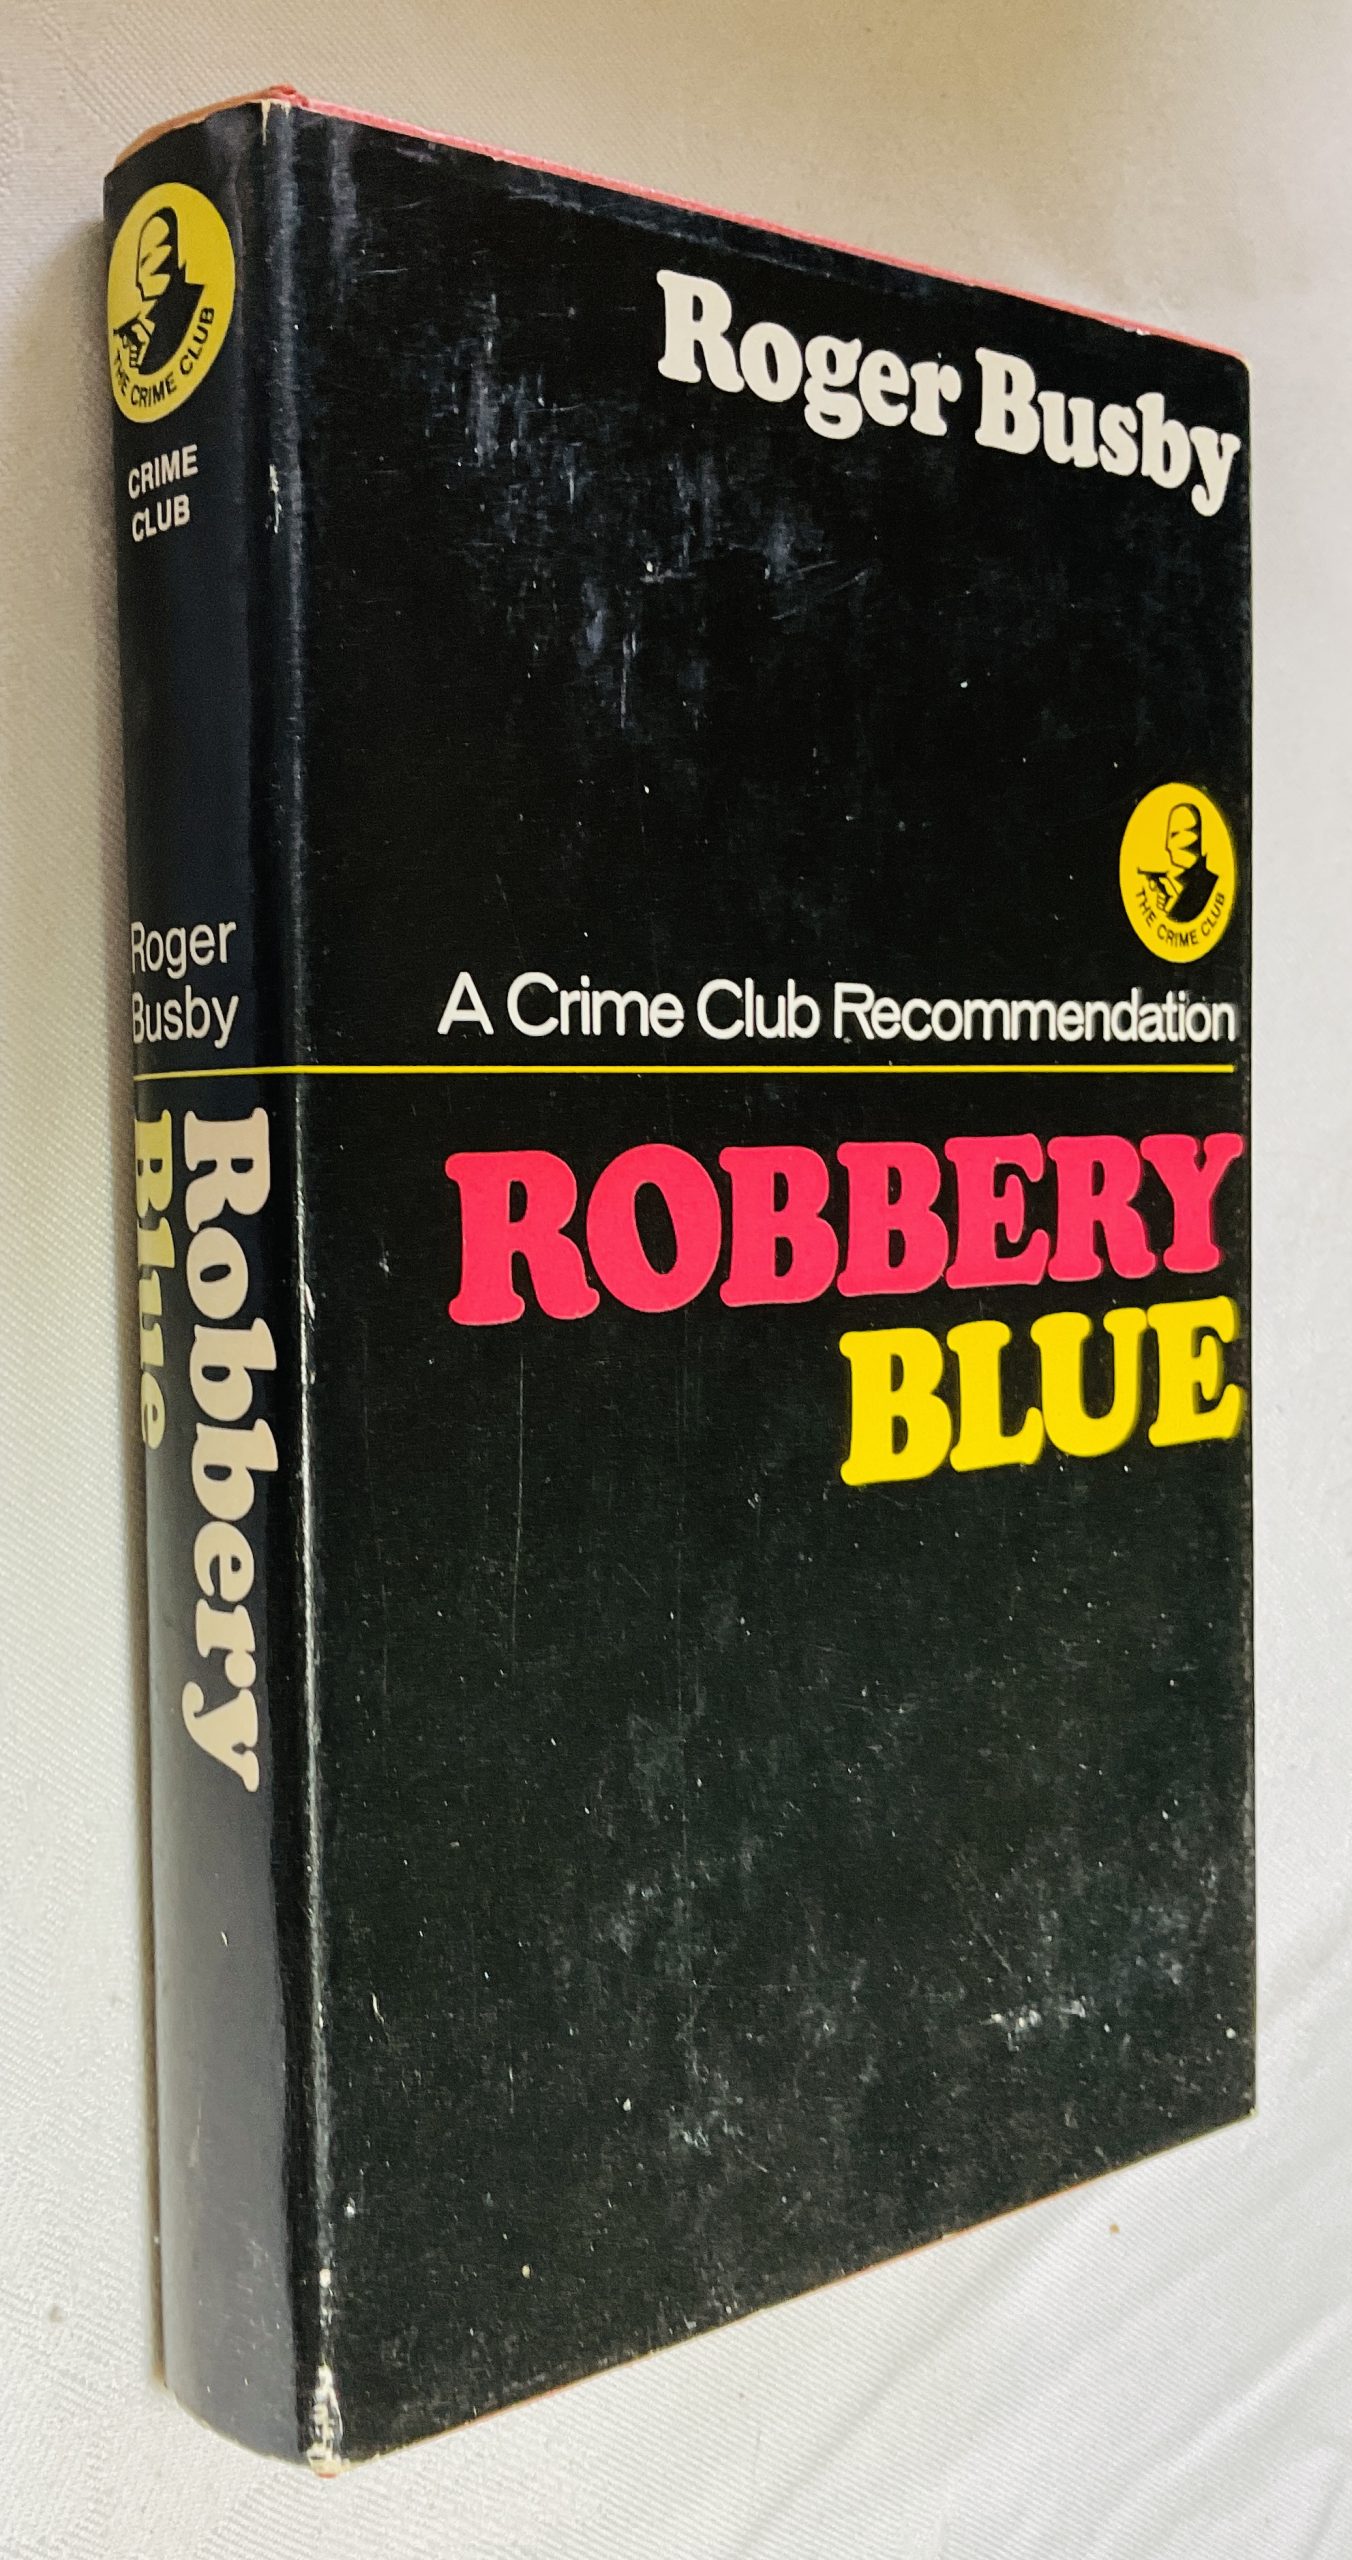 THE CRIME CLUB
CRIME
CLUB
Roger
Busby
Robbery
Blue
Roger Busby
THE CRIME CLUB
A Crime Club Recommendation
ROBBERY
BLUE